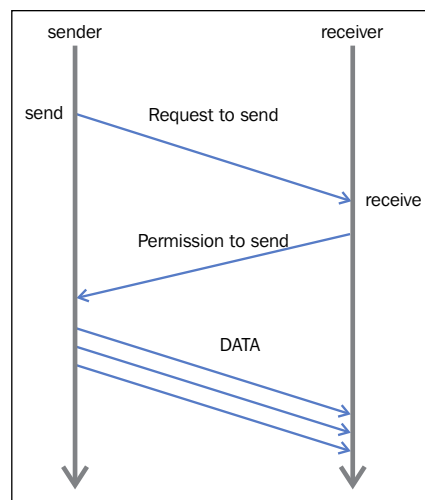 sender
receiver
send
Request to send
receive
Permission to send
DATA